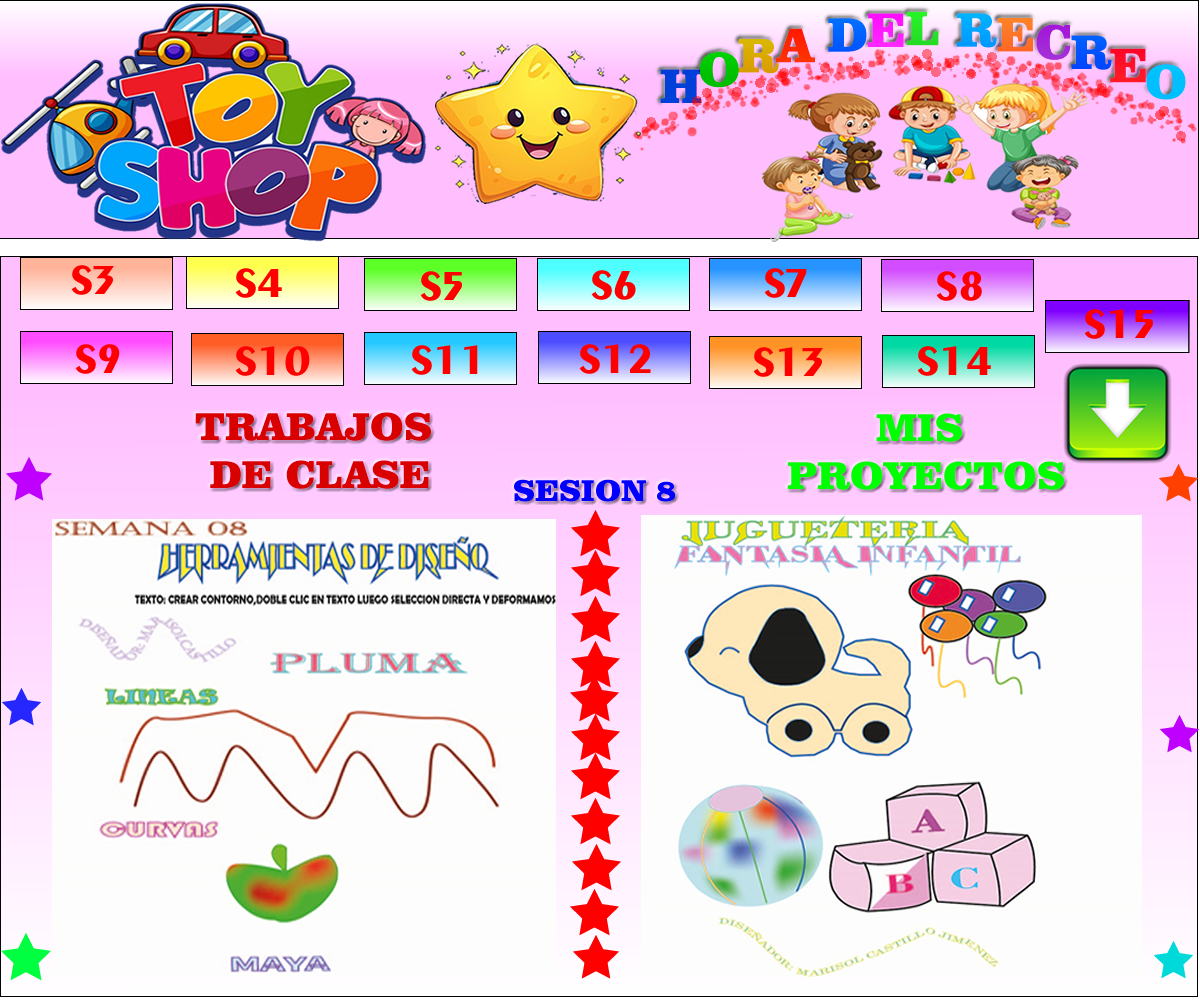 TOY
SHOP
HORA DEL RECREO
S3
S4
S5
S6
S7
S8
S15
S9
S10
S11
S12
S13
S14
TRABAJOS
DE CLASE
MIS
PROYECTOS
SESION 8
SEMANA 08
HERRAMIENTAS DE DISEÑO
TEXTO: CREAR CONTORNO,DOBLE CLIC EN TEXTO LUEGO SELECCION DIRECTA Y DEFORMAMOS
DISEÑADOR: MARISOL CASTILLO
PLUMA
LINEAS
CURVAS
MAYA
JUGUETERIA
FANTASIA INFANTIL
A
B
C
DISEÑADOR: MARISOL CASTILLO JIMENEZ